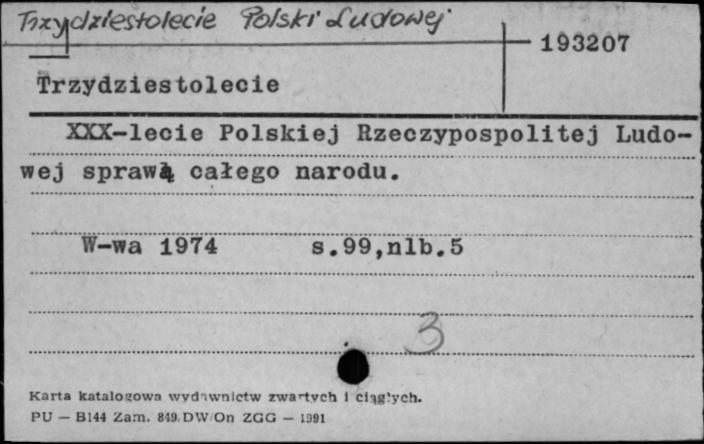 Trzydziestolecie Polski Ludowej
193207
Trzydziestolecie
XXX-lecie Polskiej Rzeczypospolitej Ludo-
wej sprawą całego narodu.
W-wa 1974 s.99,nlb.5
3
Karta katalogowa wydawnictw zwartych i ciągłych.
PU — B144 Zam. 849. DW/On ZGG — 1991